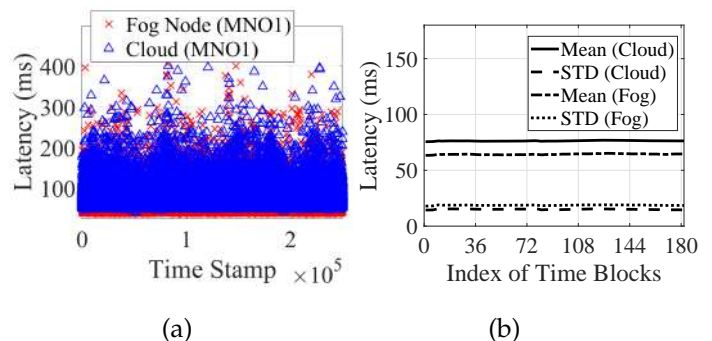 Fog Node (MNO1)
Cloud (MNO1)
Latency (ms)
400
300
200
100
0
1
2
Time Stamp ×10^5
(a)
Latency (ms)
150
100
50
0
Mean (Cloud)
STD (Cloud)
Mean (Fog)
STD (Fog)
0 36 72 108 144 180
Index of Time Blocks
(b)